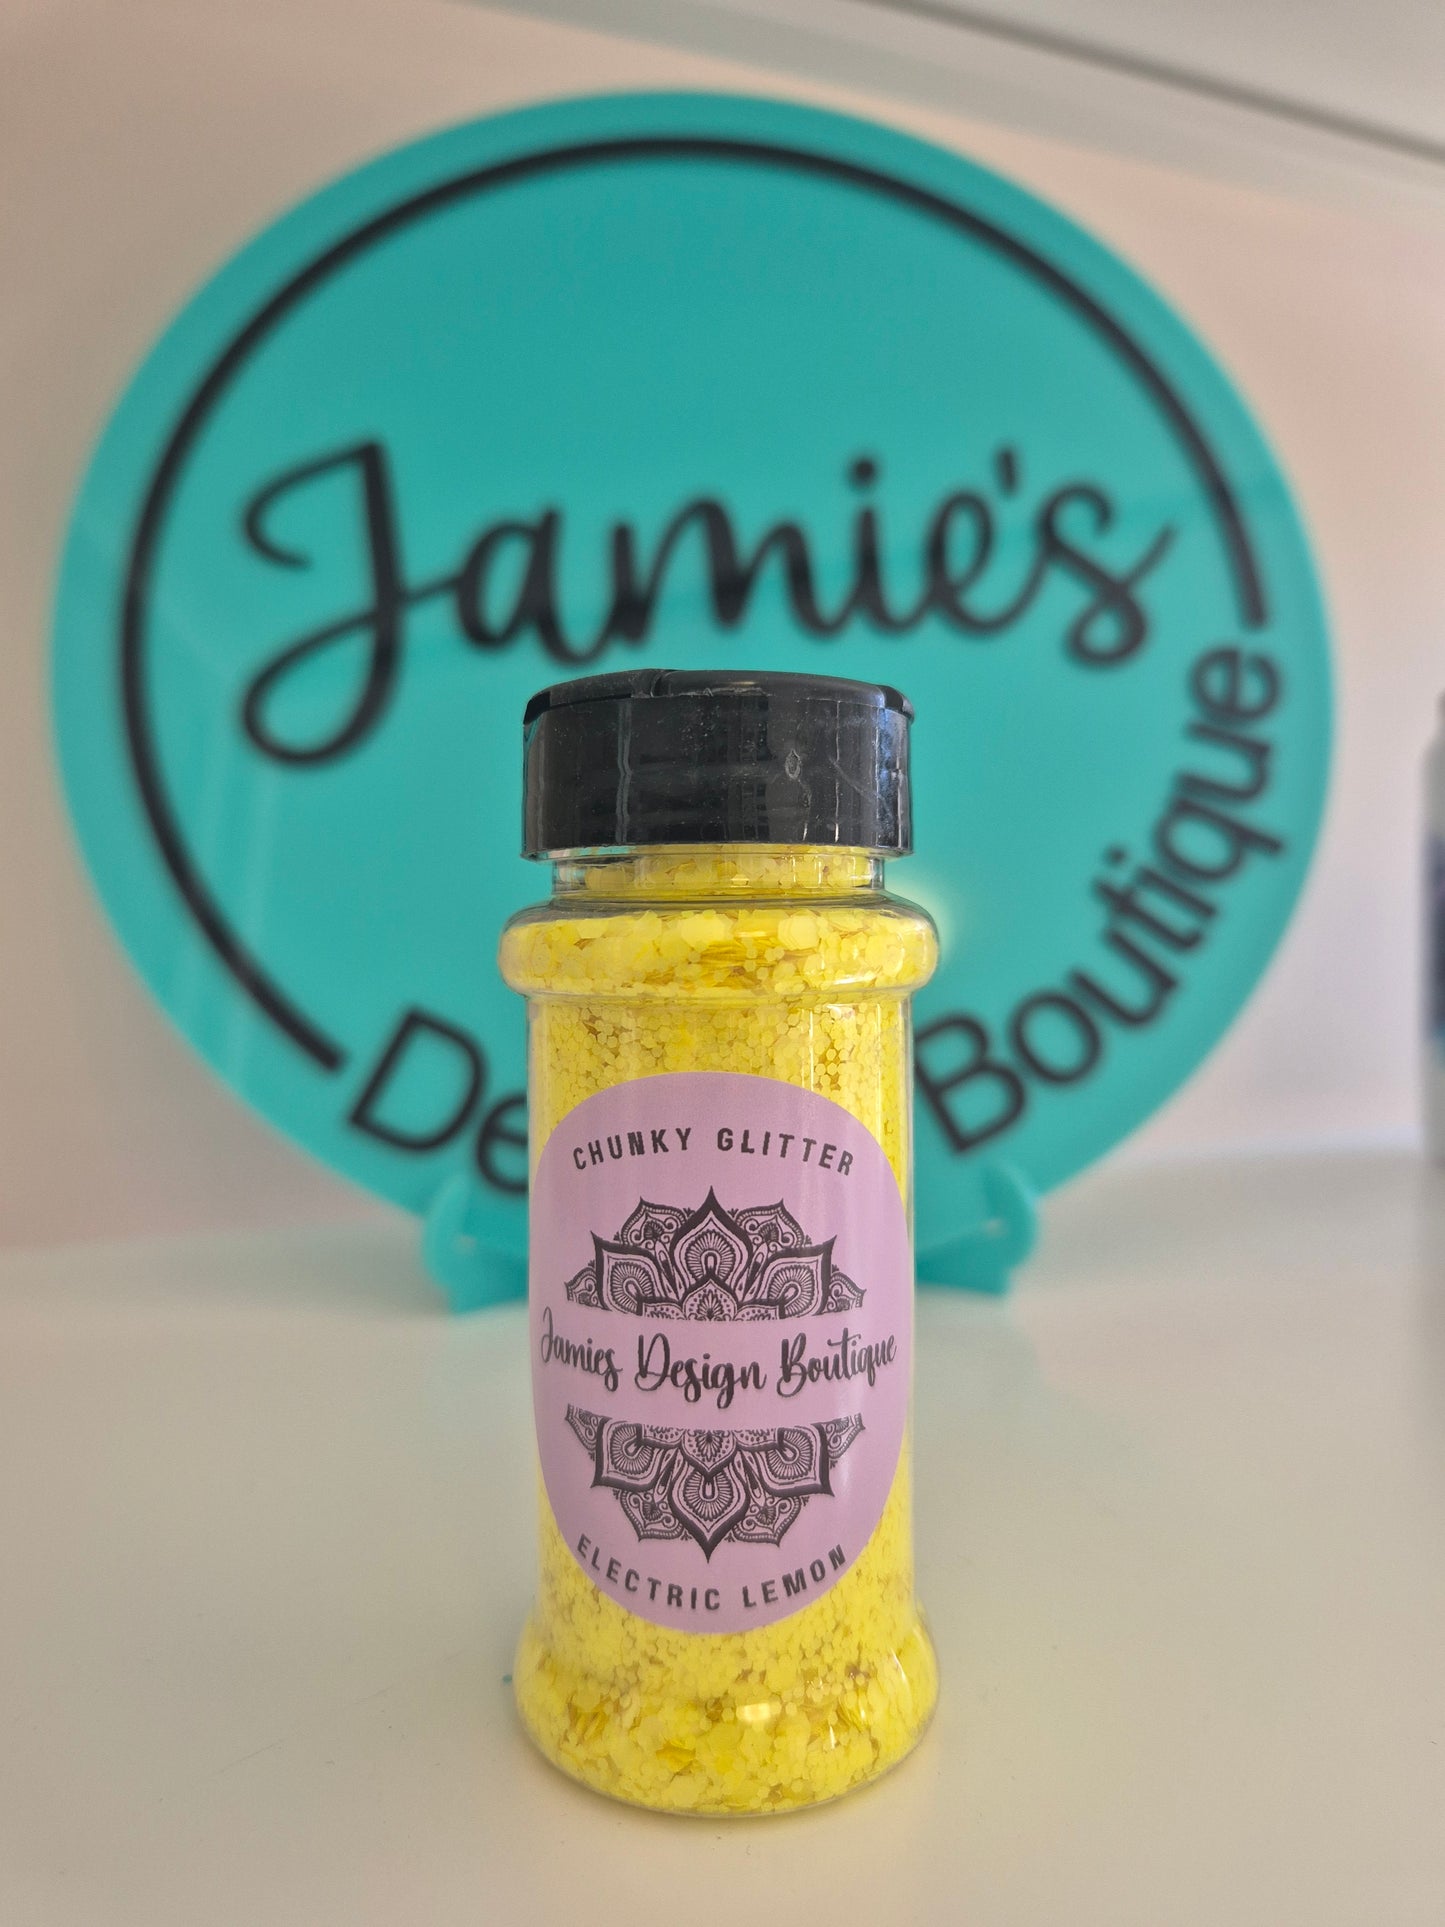 Jamie's
De
Boutique
CHUNKY GLITTER
Jamies Design Boutique
ELECTRIC LEMON